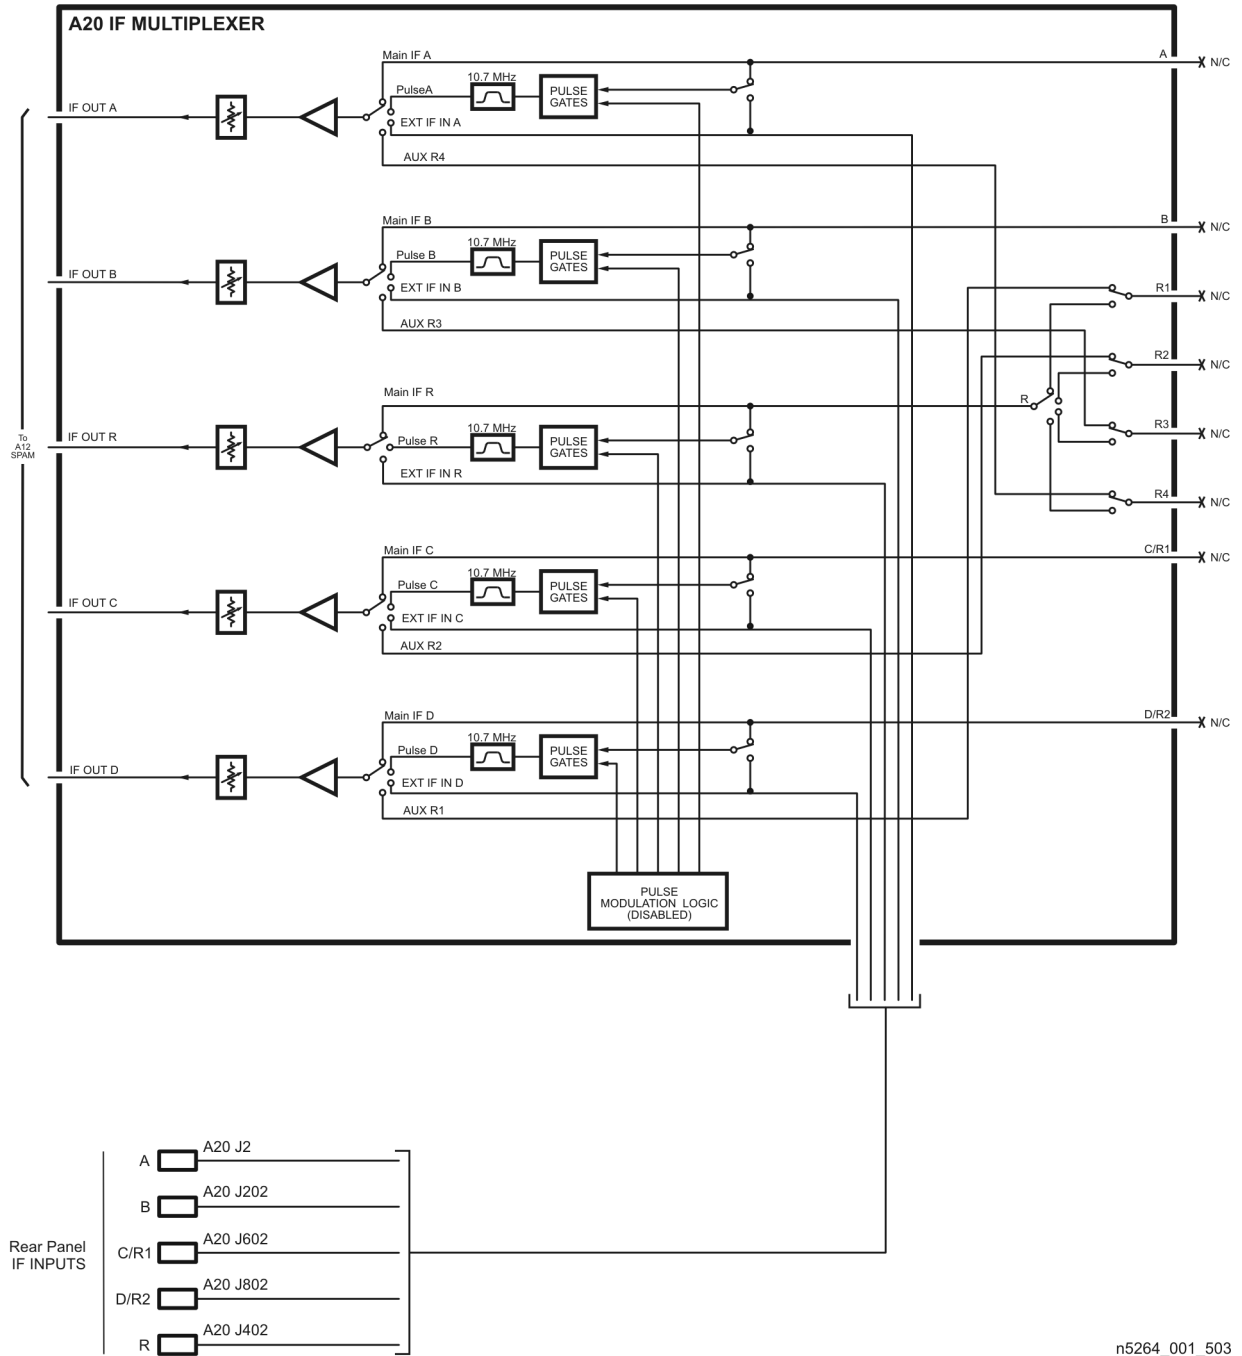 A20 IF MULTIPLEXER
Main IF A
A
N/C
10.7 MHz
PulseA
PULSE
GATES
IF OUT A
EXT IF IN A
AUX R4
Main IF B
B
N/C
10.7 MHz
Pulse B
PULSE
GATES
IF OUT B
EXT IF IN B
R1
N/C
AUX R3
R2
N/C
Main IF R
R
10.7 MHz
R3
N/C
To
A12
SPAM
IF OUT R
Pulse R
PULSE
GATES
EXT IF IN R
R4
N/C
Main IF C
C/R1
N/C
10.7 MHz
Pulse C
PULSE
GATES
IF OUT C
EXT IF IN C
AUX R2
Main IF D
D/R2
N/C
10.7 MHz
Pulse D
PULSE
GATES
IF OUT D
EXT IF IN D
AUX R1
PULSE
MODULATION LOGIC
(DISABLED)
Rear Panel
IF INPUTS
A
A20 J2
B
A20 J202
C/R1
A20 J602
D/R2
A20 J802
R
A20 J402
n5264_001_503